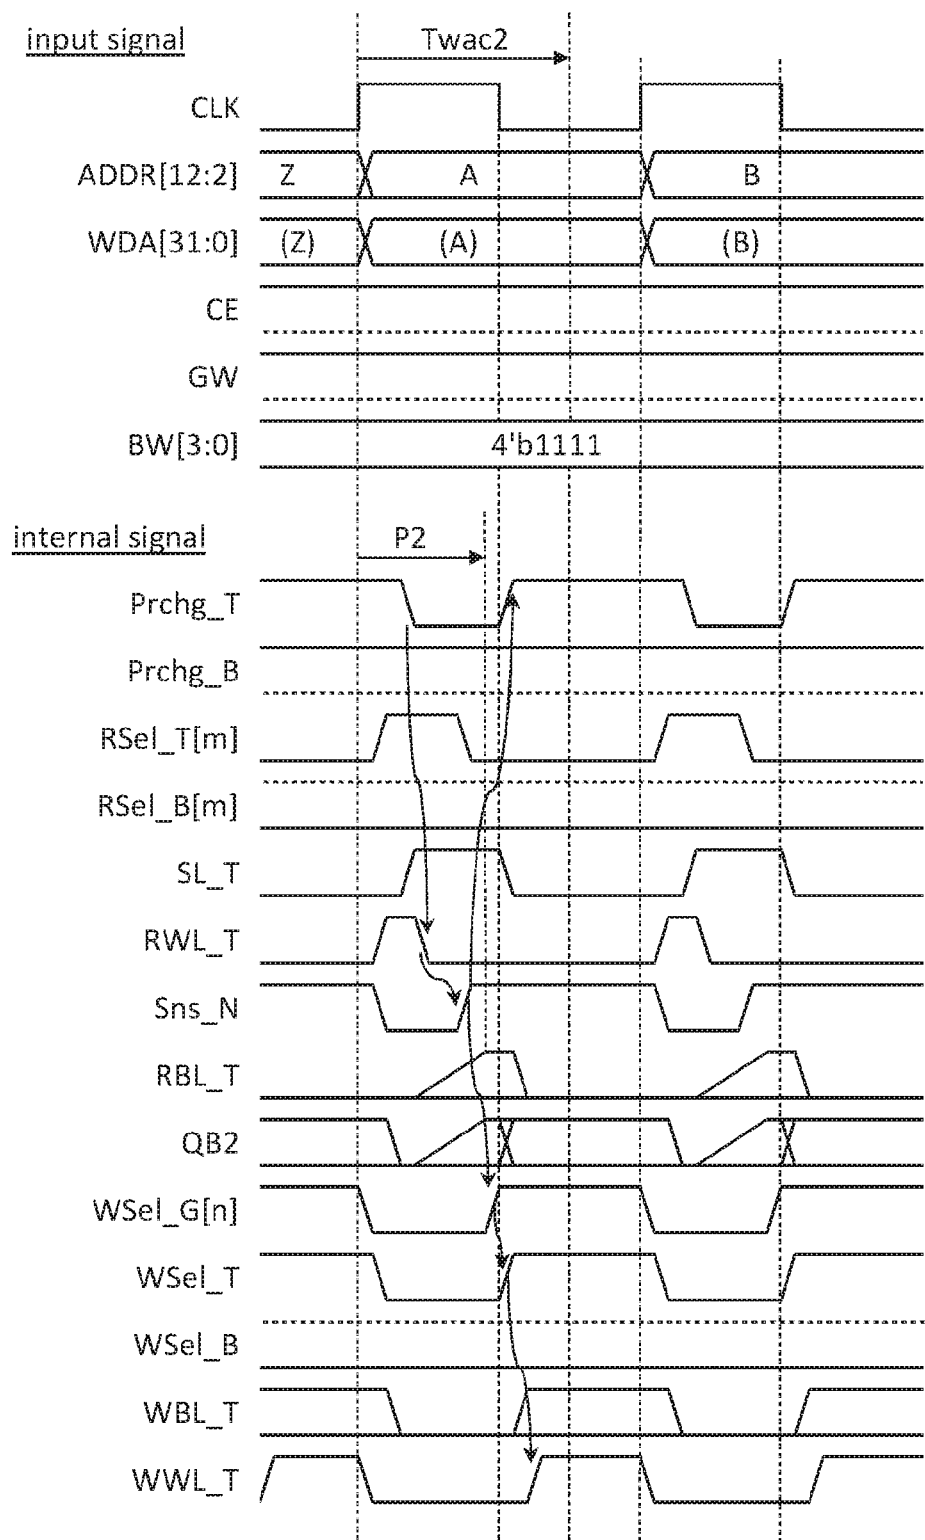 input signal
Twac2
CLK
ADDR[12:2] Z A B
WDA[31:0] (Z) (A) (B)
CE
GW
BW[3:0] 4'b1111
internal signal
P2
Prchg_T
Prchg_B
RSel_T[m]
RSel_B[m]
SL_T
RWL_T
Sns_N
RBL_T
QB2
WSel_G[n]
WSel_T
WSel_B
WBL_T
WWL_T